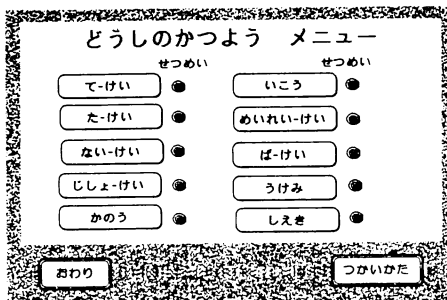 どうしのかつよう　メニュー
せつめい　せつめい
て-けい　いこう
た-けい　めいれい-けい
ない-けい　ば-けい
じしょ-けい　うけみ
かのう　しえき
おわり　つかいかた